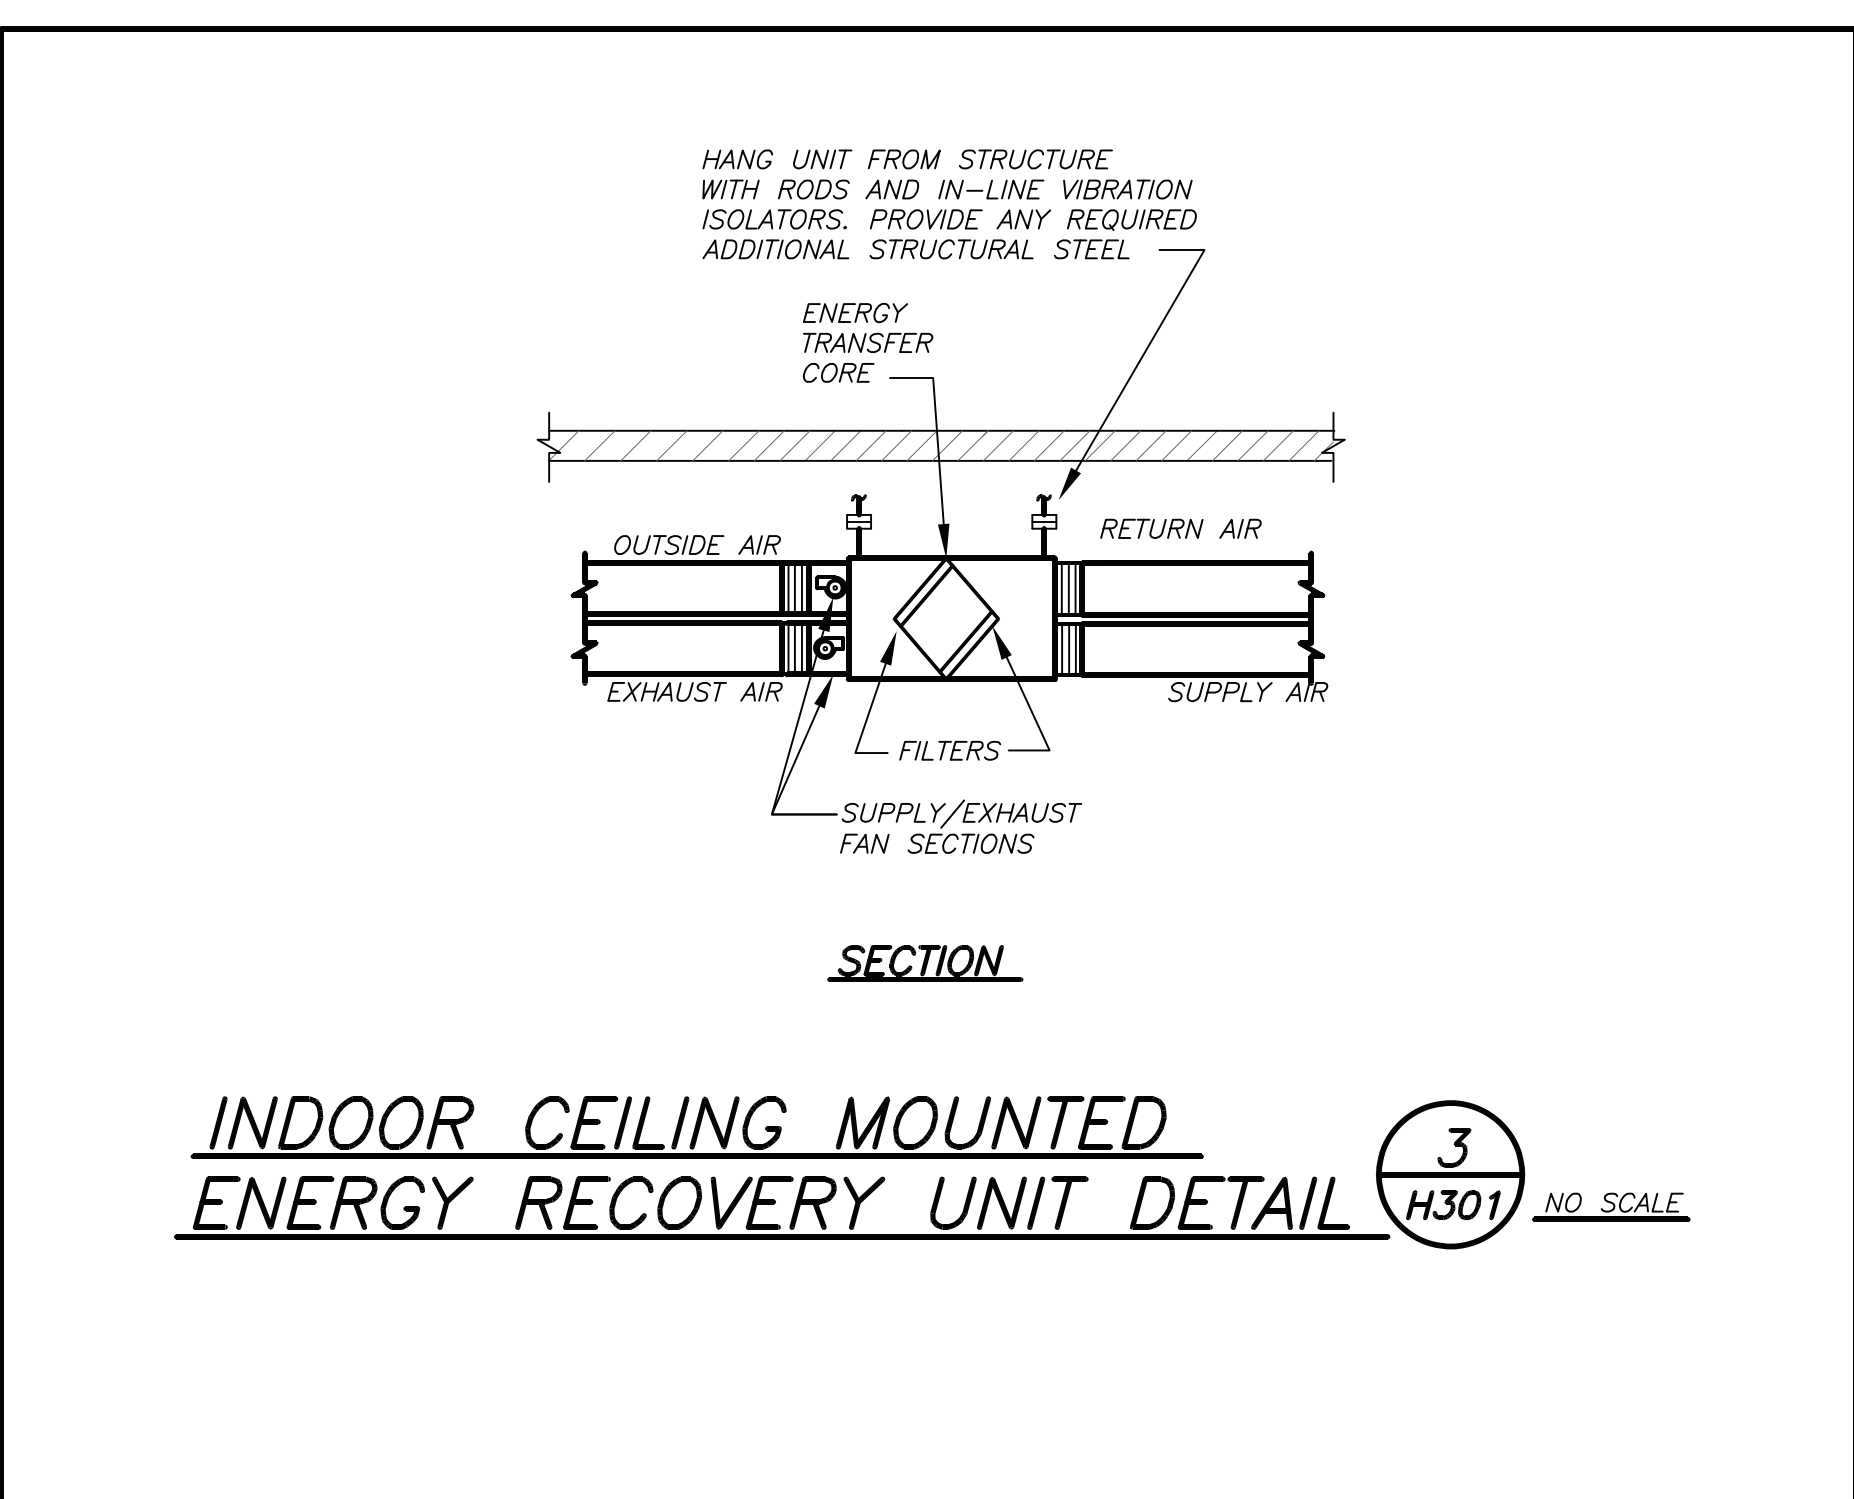 HANG UNIT FROM STRUCTURE
WITH RODS AND IN-LINE VIBRATION
ISOLATORS. PROVIDE ANY REQUIRED
ADDITIONAL STRUCTURAL STEEL
ENERGY
TRANSFER
CORE
OUTSIDE AIR
RETURN AIR
EXHAUST AIR
SUPPLY AIR
FILTERS
SUPPLY/EXHAUST
FAN SECTIONS
SECTION
INDOOR CEILING MOUNTED
ENERGY RECOVERY UNIT DETAIL
3
H301
NO SCALE